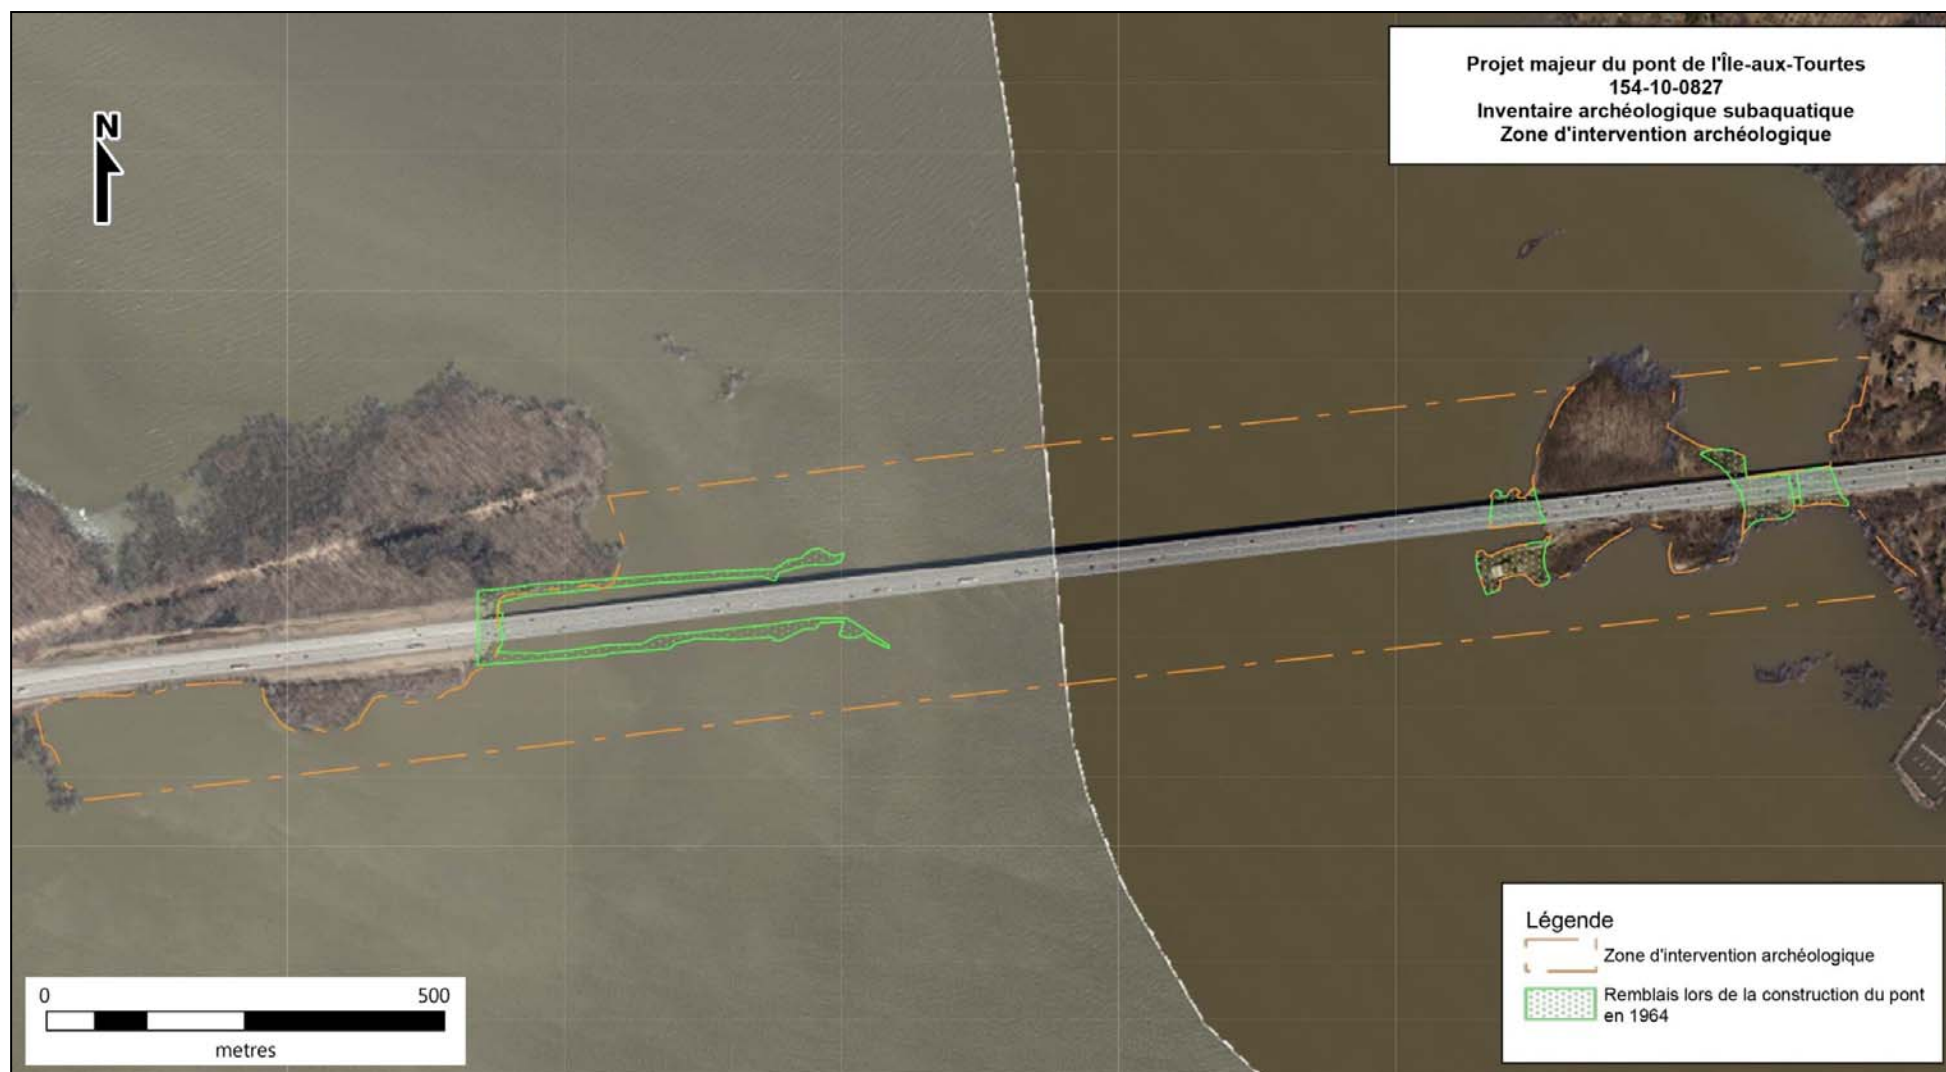 Projet majeur du pont de l'Île-aux-Tourtes
154-10-0827
Inventaire archéologique subaquatique
Zone d'intervention archéologique
N
Légende
Zone d'intervention archéologique
Remblais lors de la construction du pont
en 1964
0 500
metres